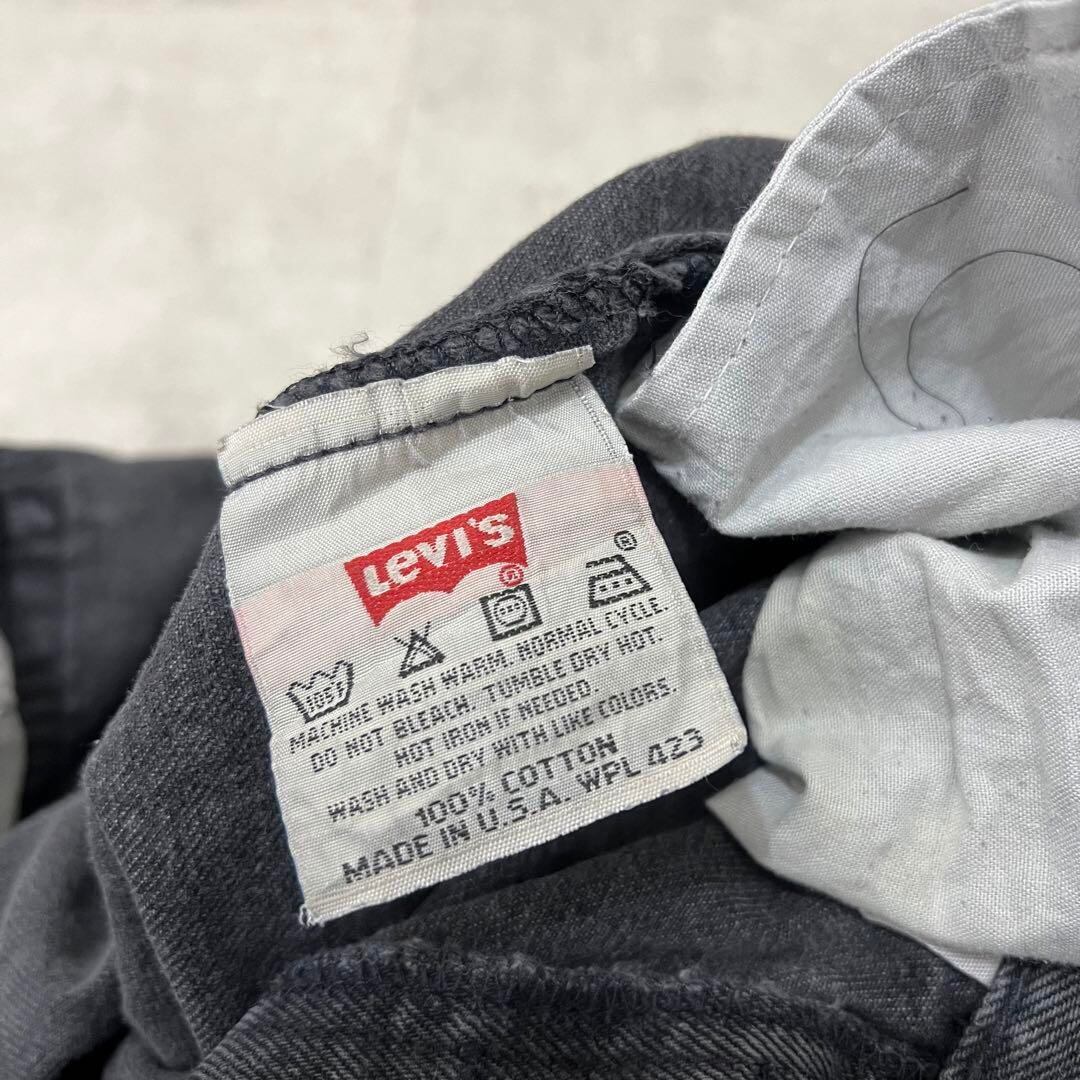 Levi's ®
105 ® ®
MACHINE WASH WARM. NORMAL CYCLE.
DO NOT BLEACH. TUMBLE DRY HOT.
HOT IRON IF NEEDED.
WASH AND DRY WITH LIKE COLORS.
100% COTTON
MADE IN U.S.A. WPL 423